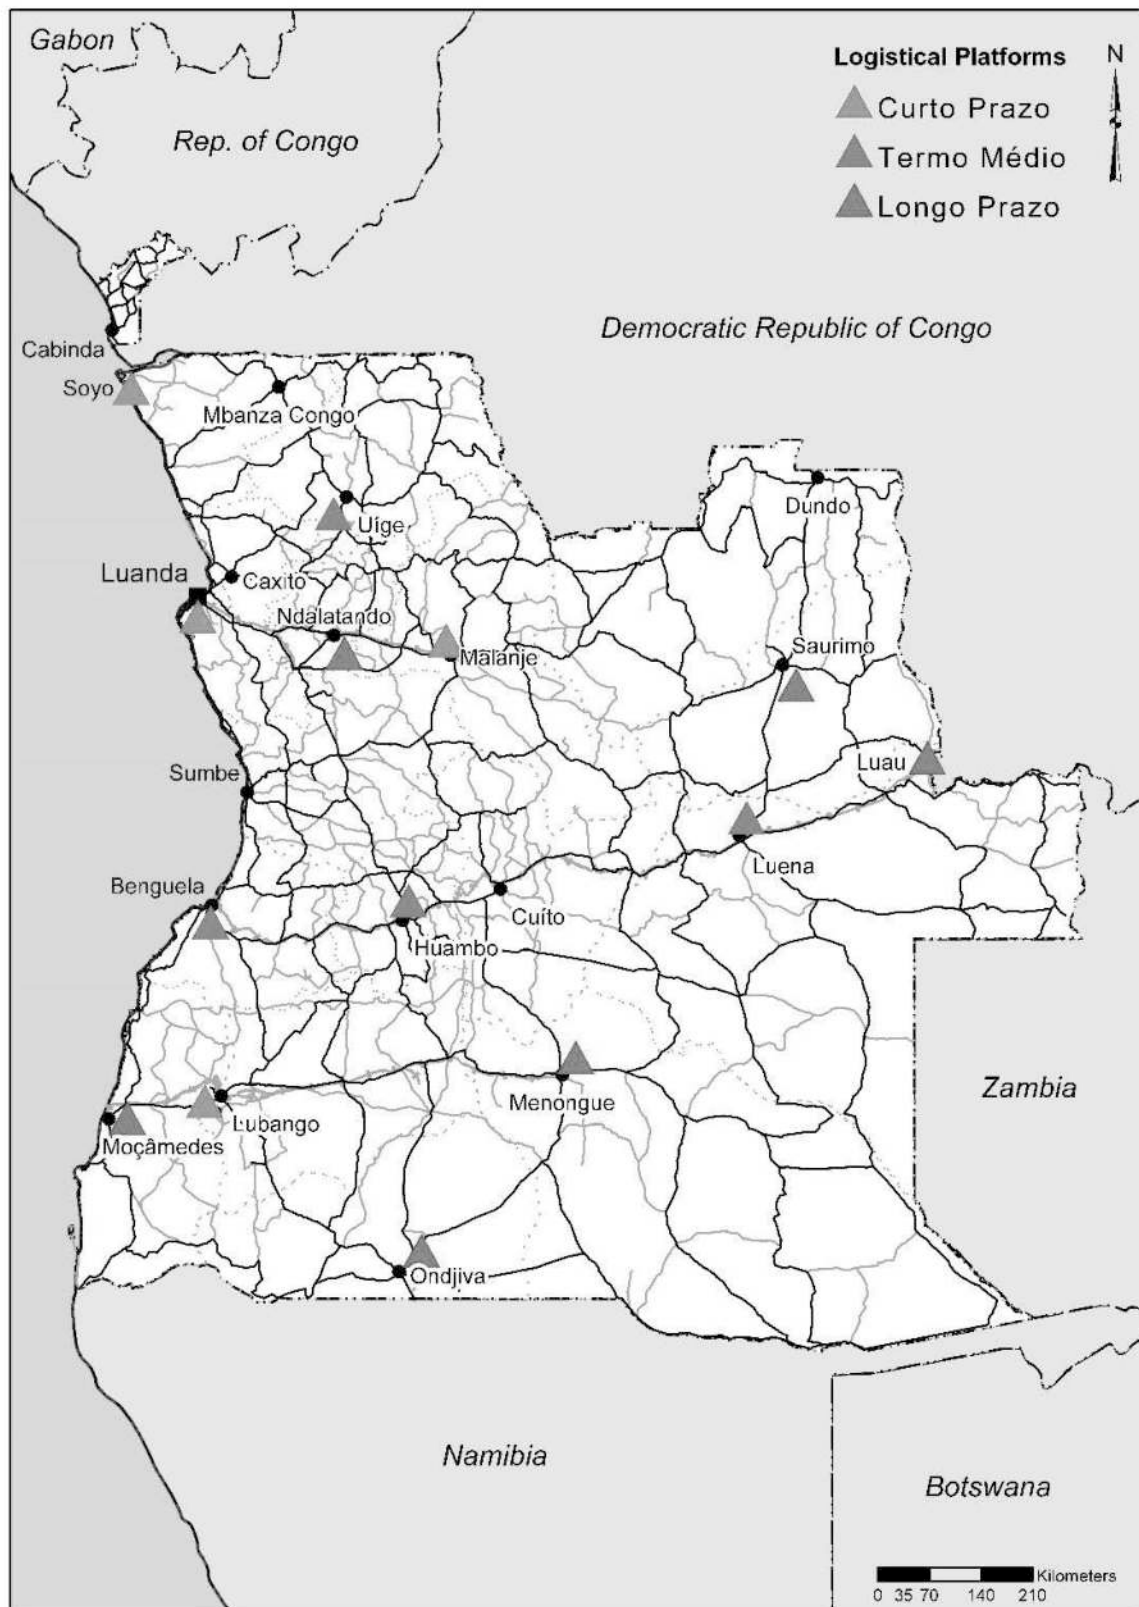 Gabon
Logistical Platforms
N
Curto Prazo
Rep. of Congo
Termo Médio
Longo Prazo
Democratic Republic of Congo
Cabinda
Soyo
Mbanza Congo
Dundo
Uíge
Luanda
Caxito
Ndalatando
Malanje
Saurimo
Luau
Sumbe
Luena
Benguela
Cuíto
Huambo
Zambia
Menongue
Lubango
Moçâmedes
Ondjiva
Namibia
Botswana
Kilometers
0 35 70 140 210